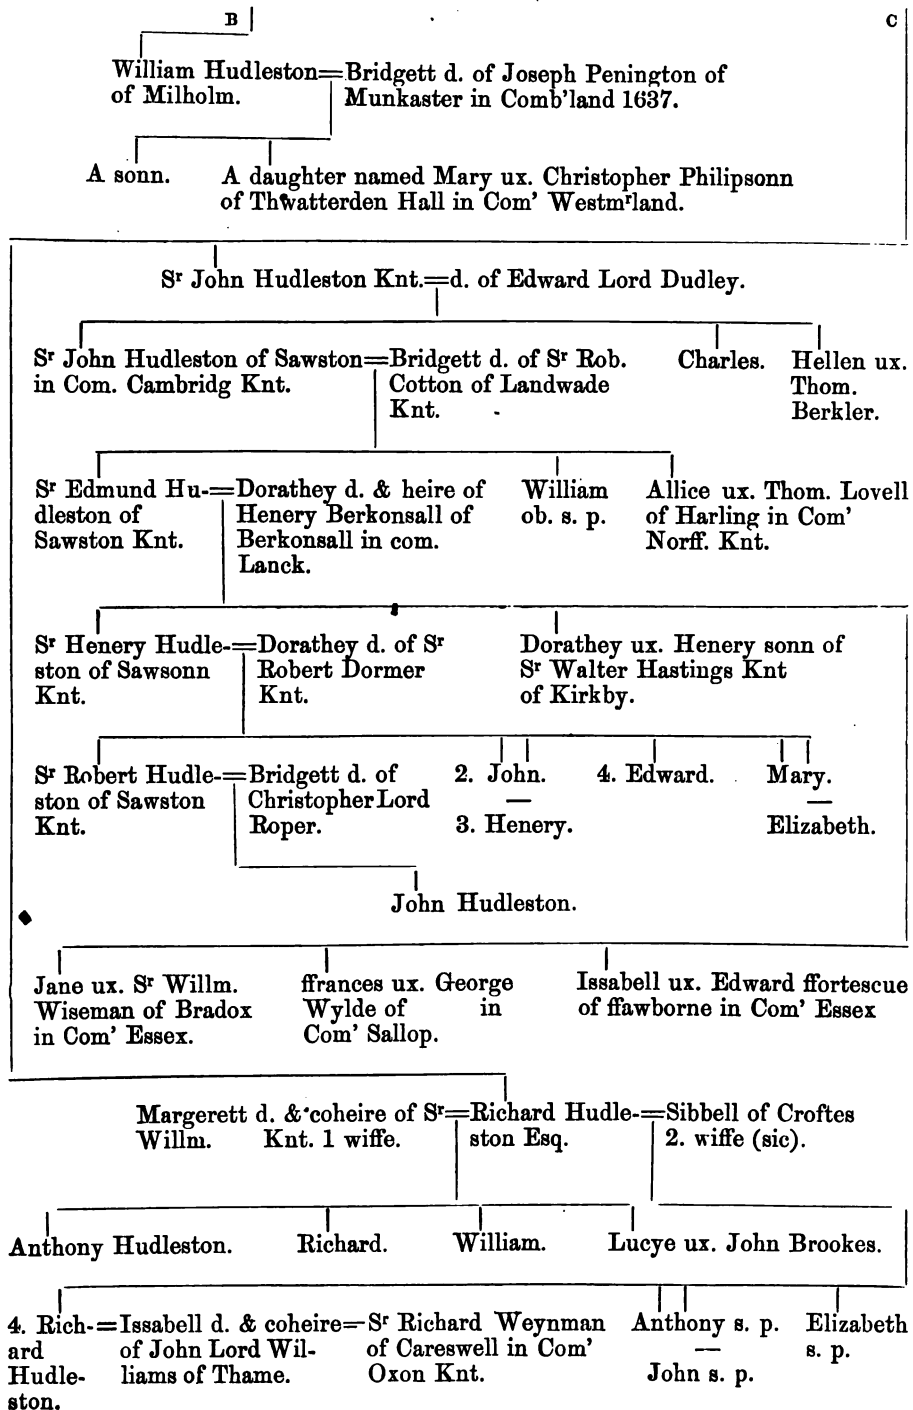 B
C
William Hudleston=Bridgett d. of Joseph Penington of
of Milholm. Munkaster in Comb'land 1637.
A sonn. A daughter named Mary ux. Christopher Philipsonn
of Thwatterden Hall in Com' Westmʳland.
Sʳ John Hudleston Knt.=d. of Edward Lord Dudley.
Sʳ John Hudleston of Sawston=Bridgett d. of Sʳ Rob. Charles. Hellen ux.
in Com. Cambridg Knt. Cotton of Landwade Thom.
Knt. Berkler.
Sʳ Edmund Hu-=Dorathey d. & heire of William Allice ux. Thom. Lovell
dleston of Henery Berkonsall of ob. s. p. of Harling in Com'
Sawston Knt. Berkonsall in com. Norff. Knt.
Lanck.
Sʳ Henery Hudle-=Dorathey d. of Sʳ Dorathey ux. Henery sonn of
ston of Sawsonn Robert Dormer Sʳ Walter Hastings Knt
Knt. Knt. of Kirkby.
Sʳ Robert Hudle-=Bridgett d. of 2. John. 4. Edward. Mary.
ston of Sawston Christopher Lord —  —
Knt. Roper. 3. Henery. Elizabeth.
John Hudleston.
Jane ux. Sʳ Willm. ffrances ux. George Issabell ux. Edward ffortescue
Wiseman of Bradox Wylde of in of ffawborne in Com' Essex
in Com' Essex. Com' Sallop.
Margerett d. & coheire of Sʳ=Richard Hudle-=Sibbell of Croftes
Willm. Knt. 1 wiffe. ston Esq. 2. wiffe (sic).
Anthony Hudleston. Richard. William. Lucye ux. John Brookes.
4. Rich-=Issabell d. & coheire=Sʳ Richard Weynman Anthony s. p. Elizabeth
ard of John Lord Wil- of Careswell in Com' — s. p.
Hudle- liams of Thame. Oxon Knt. John s. p.
ston.